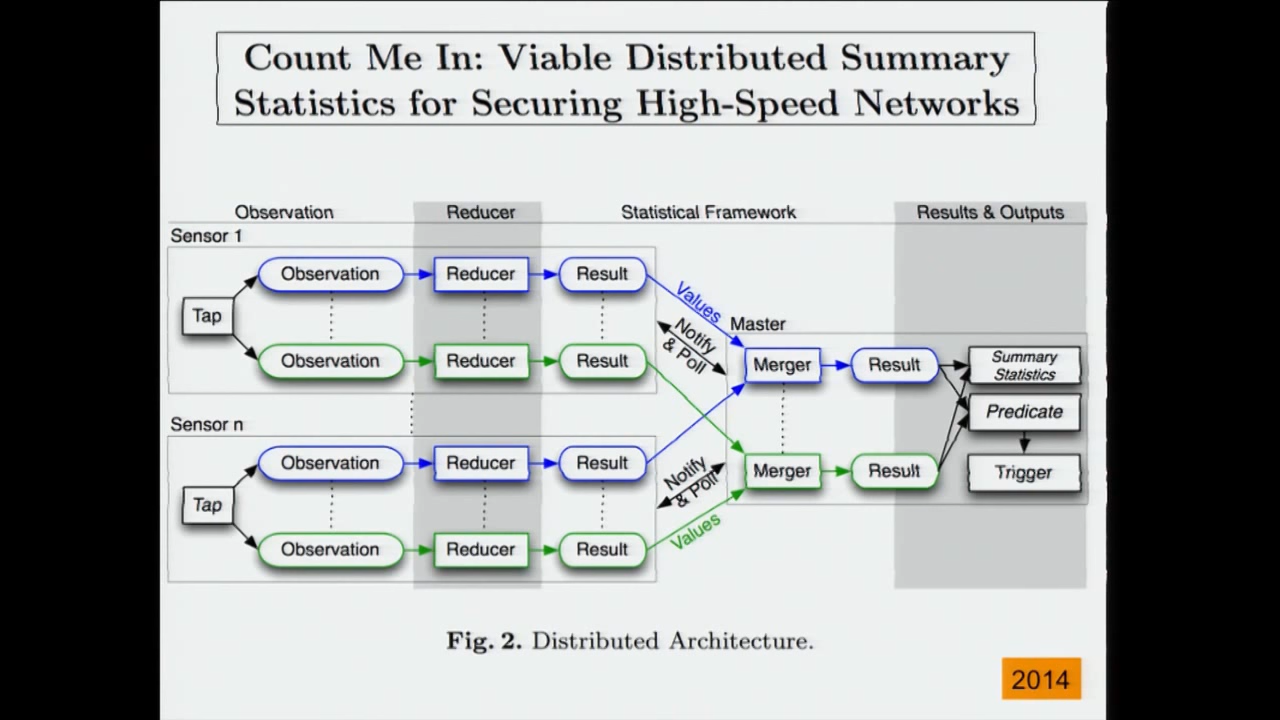 Count Me In: Viable Distributed Summary
Statistics for Securing High-Speed Networks
Observation
Reducer
Statistical Framework
Results & Outputs
Sensor 1
Tap
Observation
Reducer
Result
Observation
Reducer
Result
Values
Notify
& Poll
Master
Merger
Result
Summary
Statistics
Predicate
Trigger
Merger
Result
Sensor n
Tap
Observation
Reducer
Result
Observation
Reducer
Result
Notify
& Poll
Values
Fig. 2. Distributed Architecture.
2014